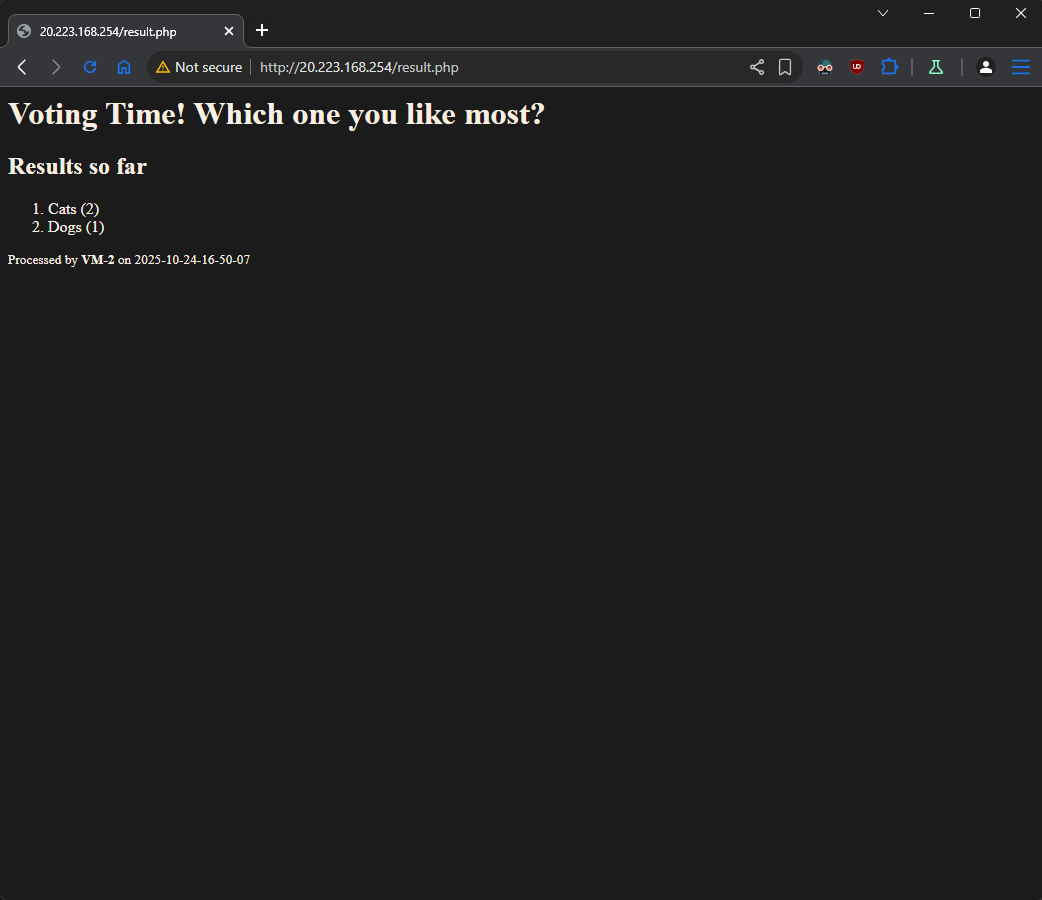 20.223.168.254/result.php
Not secure http://20.223.168.254/result.php
Voting Time! Which one you like most?
Results so far
1. Cats (2)
2. Dogs (1)
Processed by VM-2 on 2025-10-24-16-50-07